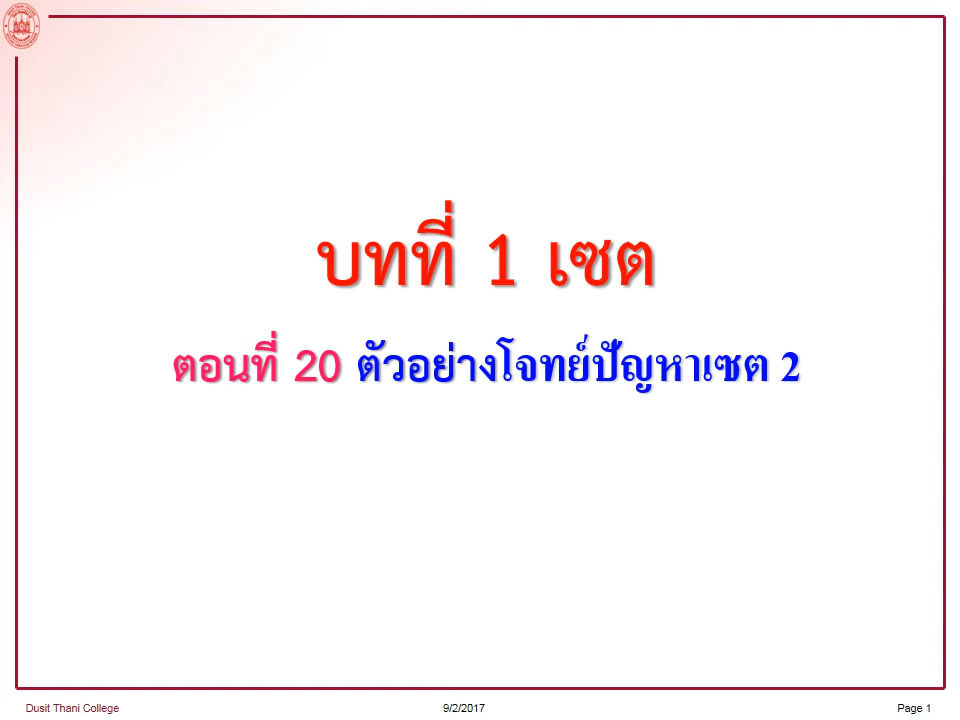 บทที่ 1 เซต
ตอนที่ 20 ตัวอย่างโจทย์ปัญหาเซต 2
Dusit Thani College 9/2/2017 Page 1